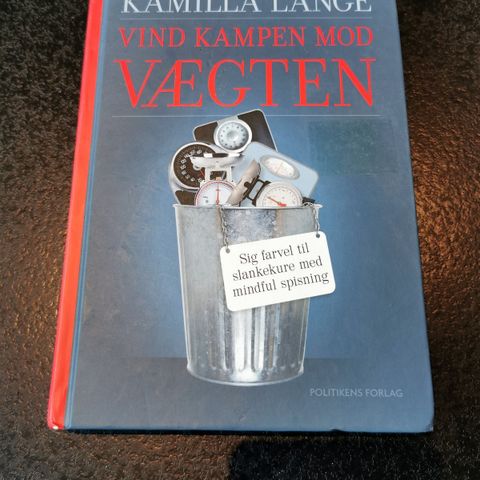 KAMILLA LANGE
VIND KAMPEN MOD
VÆGTEN
Sig farvel til
slankekure med
mindful spisning
POLITIKENS FORLAG